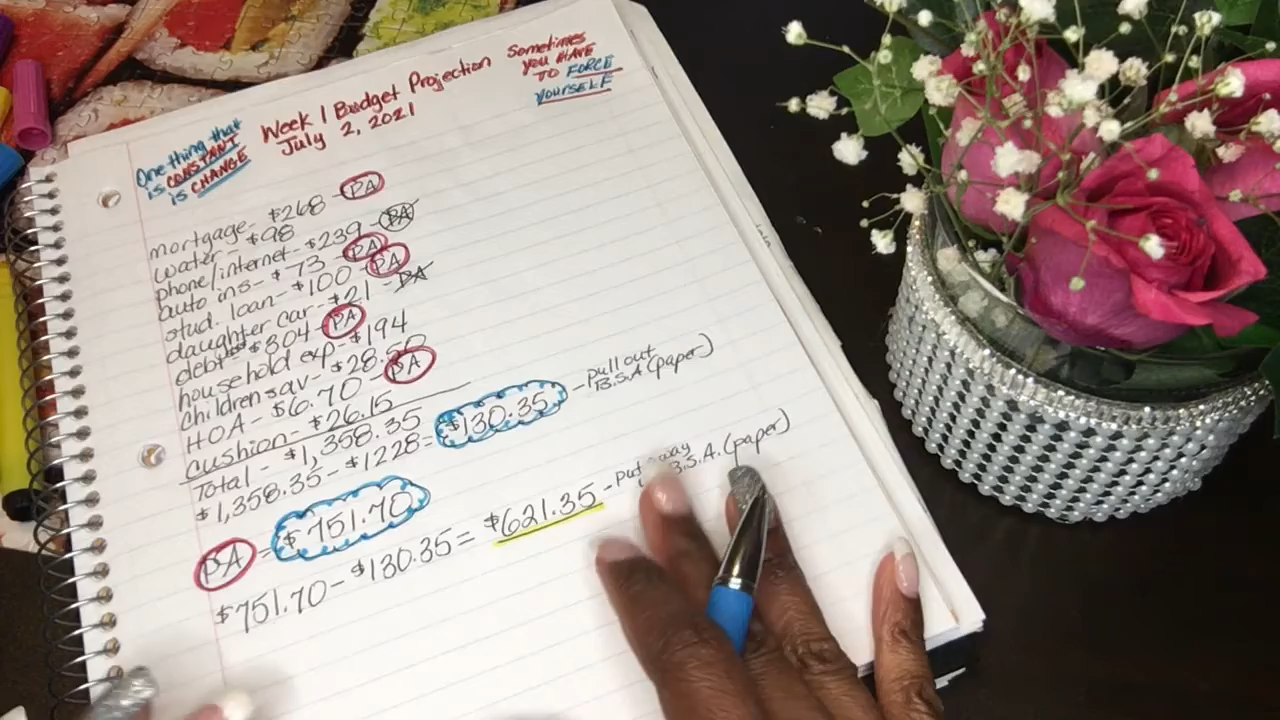 One thing that
is CONSTANT
is CHANGE
Week 1 Budget Projection
July 2, 2021
Sometimes
you HAVE
TO FORCE
YOURSELF
mortgage - $268 - PA
water - $98
phone/internet - $239 - PA
auto ins - $73 - PA
stud. loan - $100 - PA
daughter car - $21 - PA
debt - $304 - PA
household exp - $194
children sav - $28.50
HOA - $6.70 - PA
Cushion - $26.15
Total - $1,358.35
$1,358.35 - $1228 = $130.35 - pull out
B.S.A (paper)
PA = $751.70
$751.70 - $130.35 = $621.35 - put away
B.S.A. (paper)